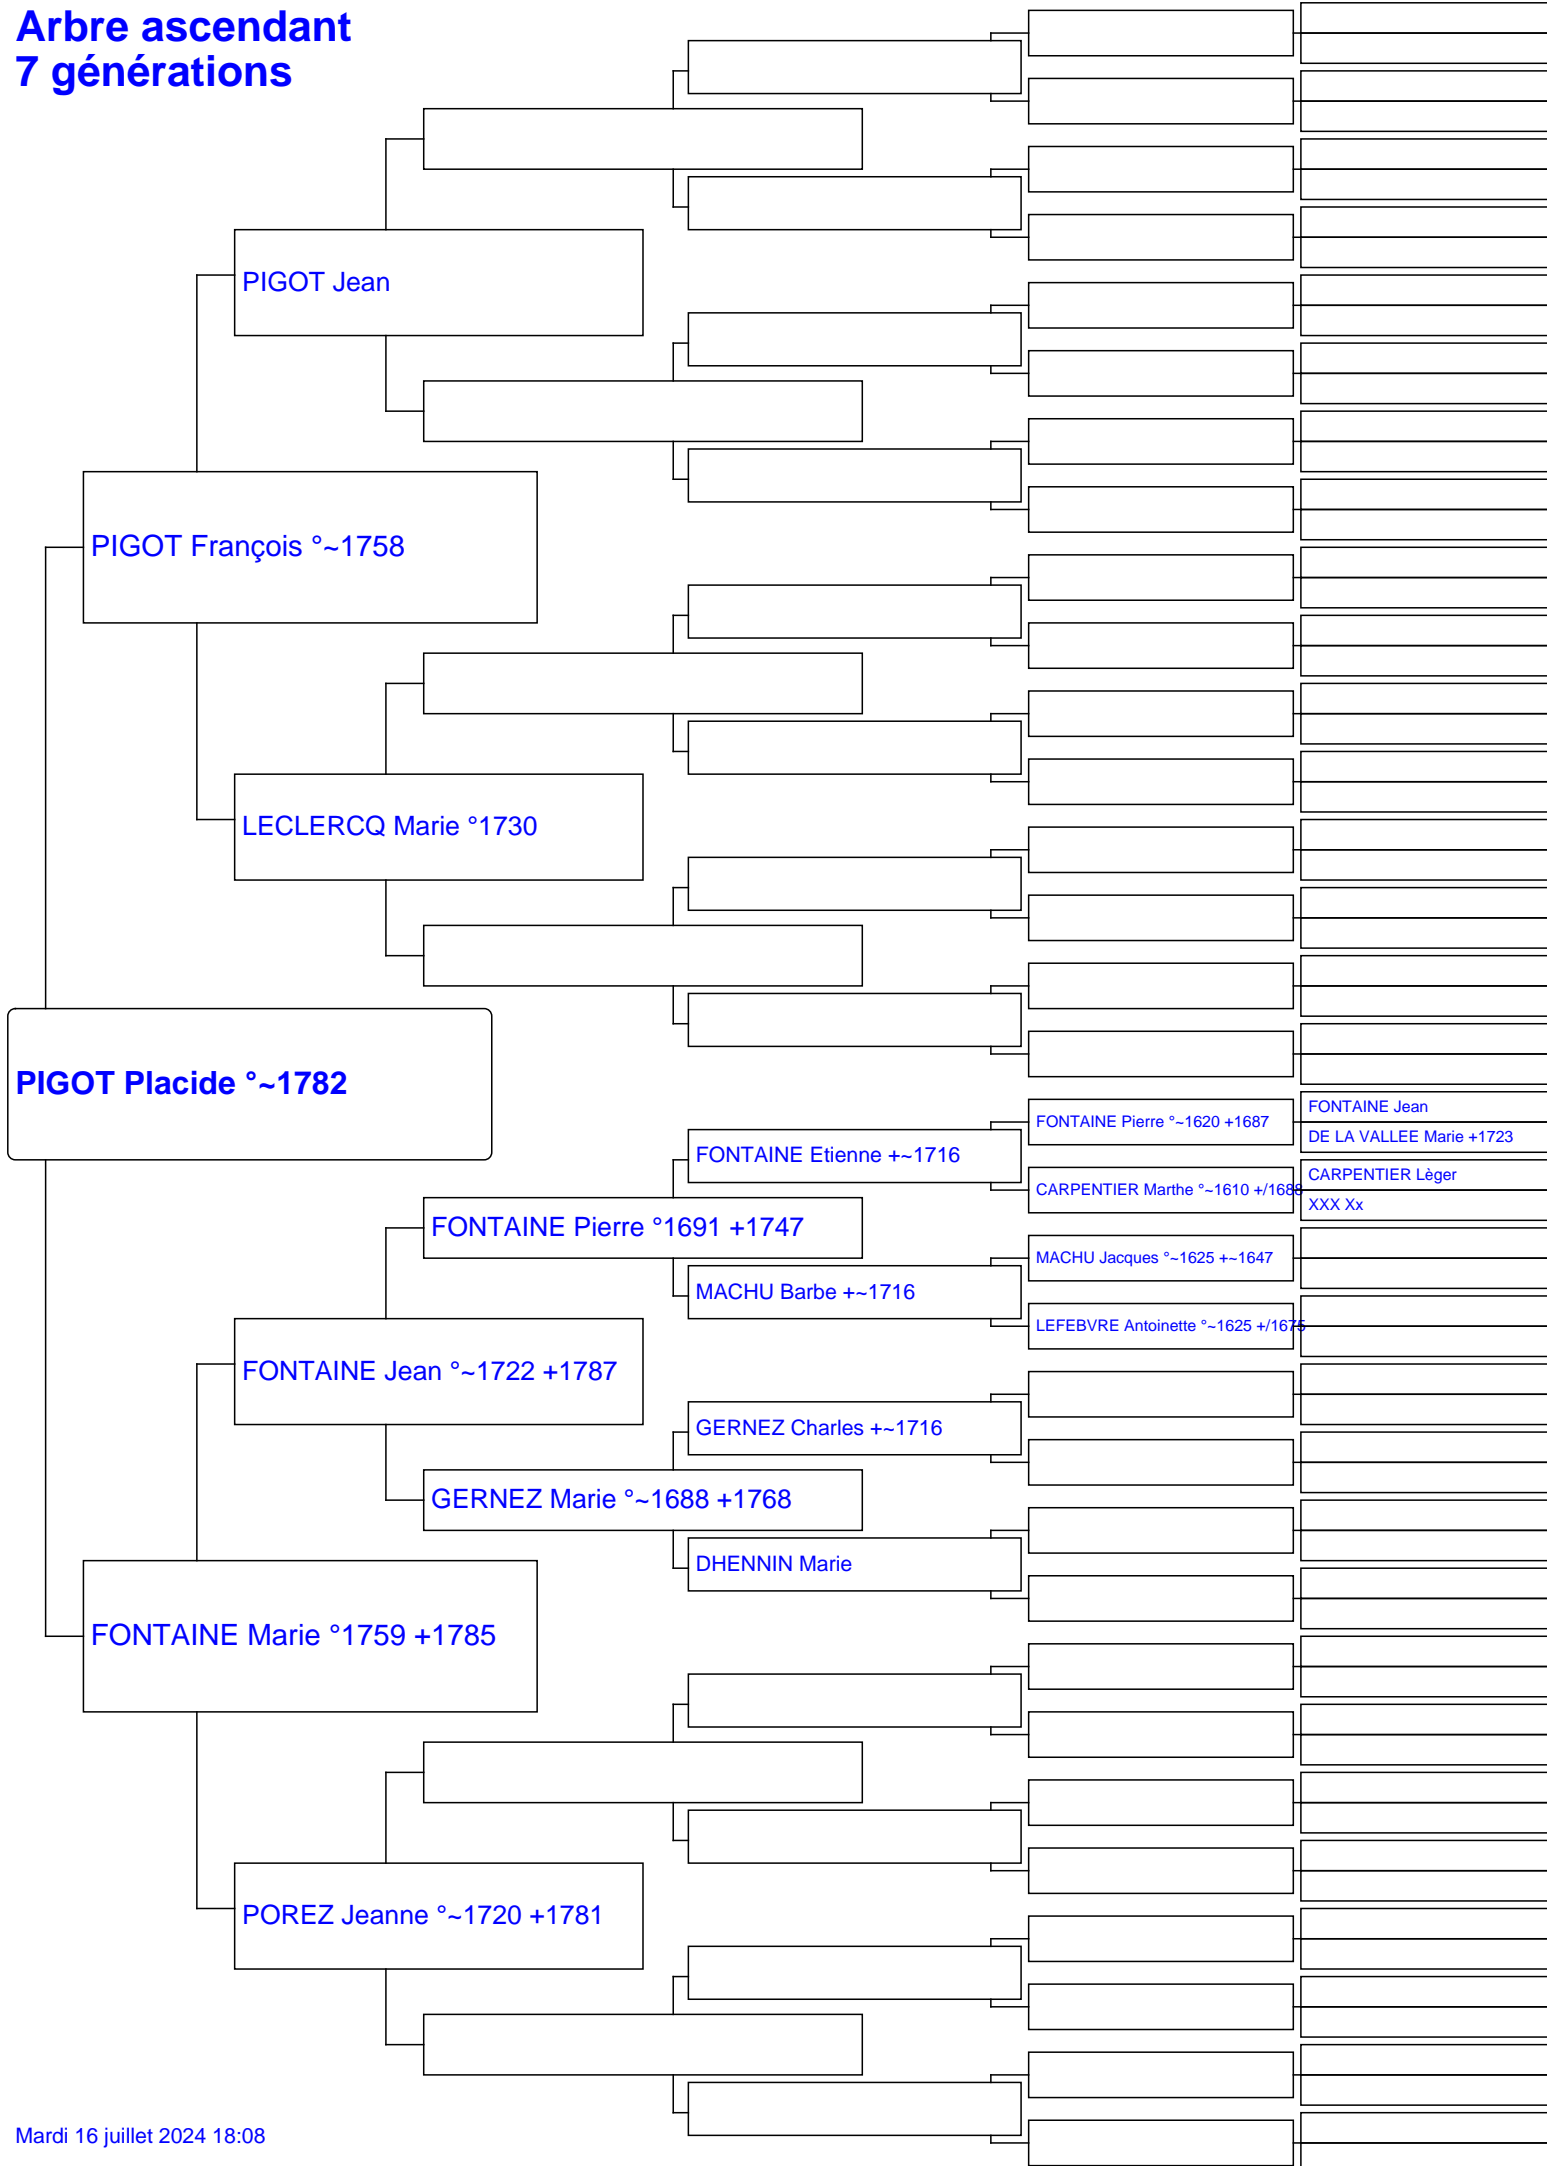 Arbre ascendant
7 générations
PIGOT Jean
PIGOT François °~1758
LECLERCQ Marie °1730
PIGOT Placide °~1782
FONTAINE Jean
FONTAINE Pierre °~1620 +1687
DE LA VALLEE Marie +1723
FONTAINE Etienne +~1716
CARPENTIER Lèger
CARPENTIER Marthe °~1610 +/1688
XXX Xx
FONTAINE Pierre °1691 +1747
MACHU Jacques °~1625 +~1647
MACHU Barbe +~1716
LEFEBVRE Antoinette °~1625 +/1675
FONTAINE Jean °~1722 +1787
GERNEZ Charles +~1716
GERNEZ Marie °~1688 +1768
DHENNIN Marie
FONTAINE Marie °1759 +1785
POREZ Jeanne °~1720 +1781
Mardi 16 juillet 2024 18:08